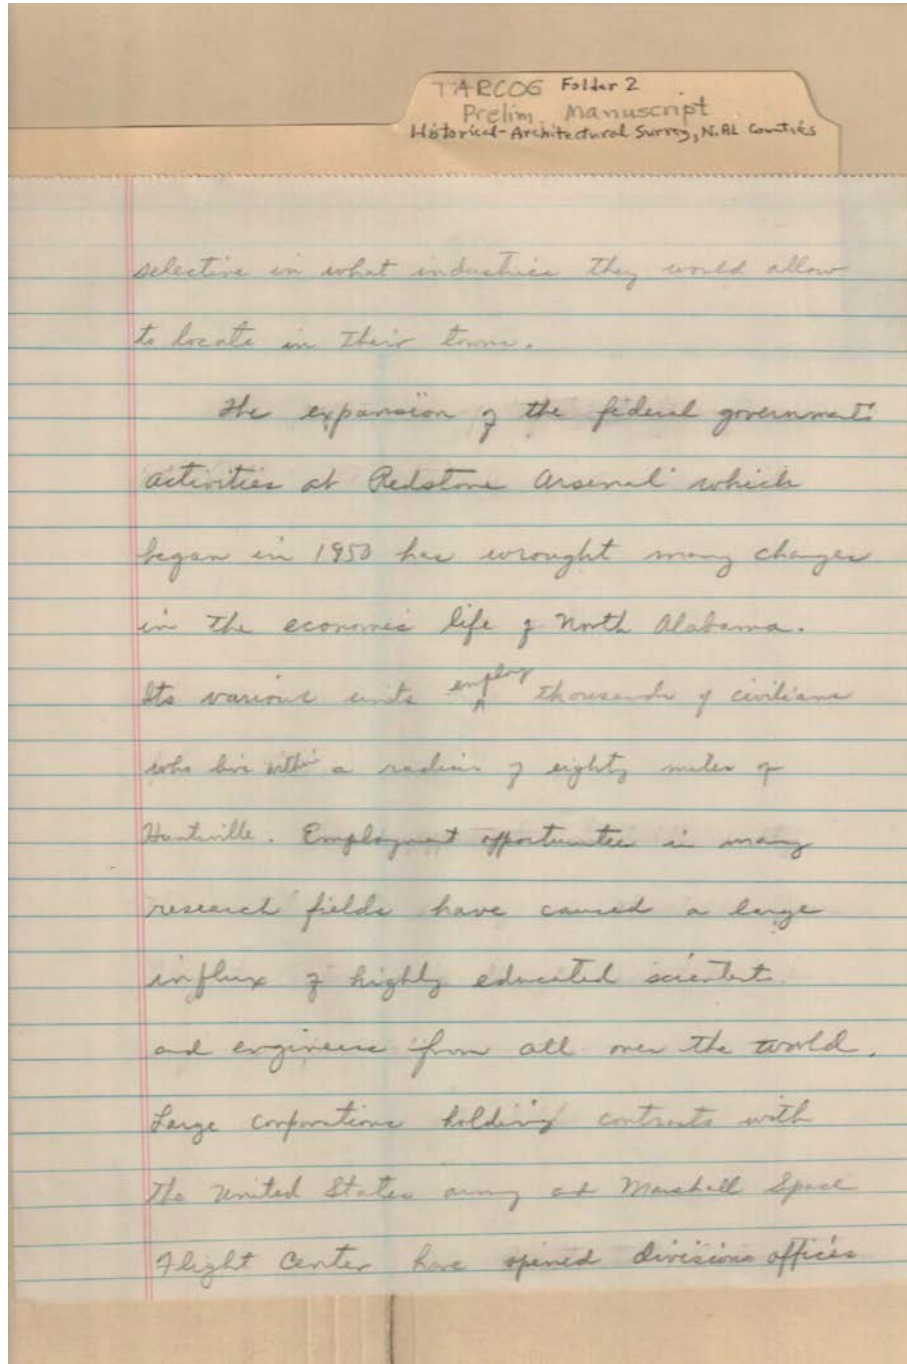 TARCOG Folder 2
Prelim Manuscript
Historical-Architectural Survey, N. AL Counties
selective in what industries they would allow
to locate in their towns.
The expansion of the federal government's
activities at Redstone Arsenal which
began in 1950 has wrought many changes
in the economic life of North Alabama.
Its various units employ thousands of civilians
who live within a radius of eighty miles of
Huntsville. Employment opportunities in many
research fields have caused a large
influx of highly educated scientist
and engineers from all over the world.
Large corporations holding contracts with
the United States army at Marshall Space
Flight Center have opened divisions offices